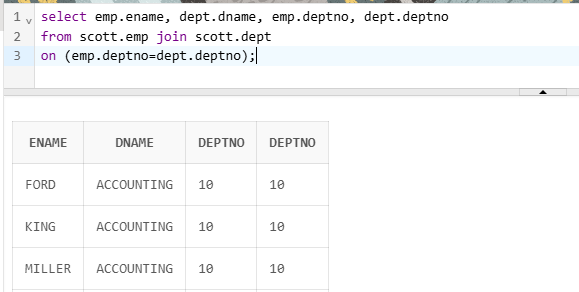 1 select emp.ename, dept.dname, emp.deptno, dept.deptno
2 from scott.emp join scott.dept
3 on (emp.deptno=dept.deptno);
ENAME DNAME DEPTNO DEPTNO
FORD ACCOUNTING 10 10
KING ACCOUNTING 10 10
MILLER ACCOUNTING 10 10